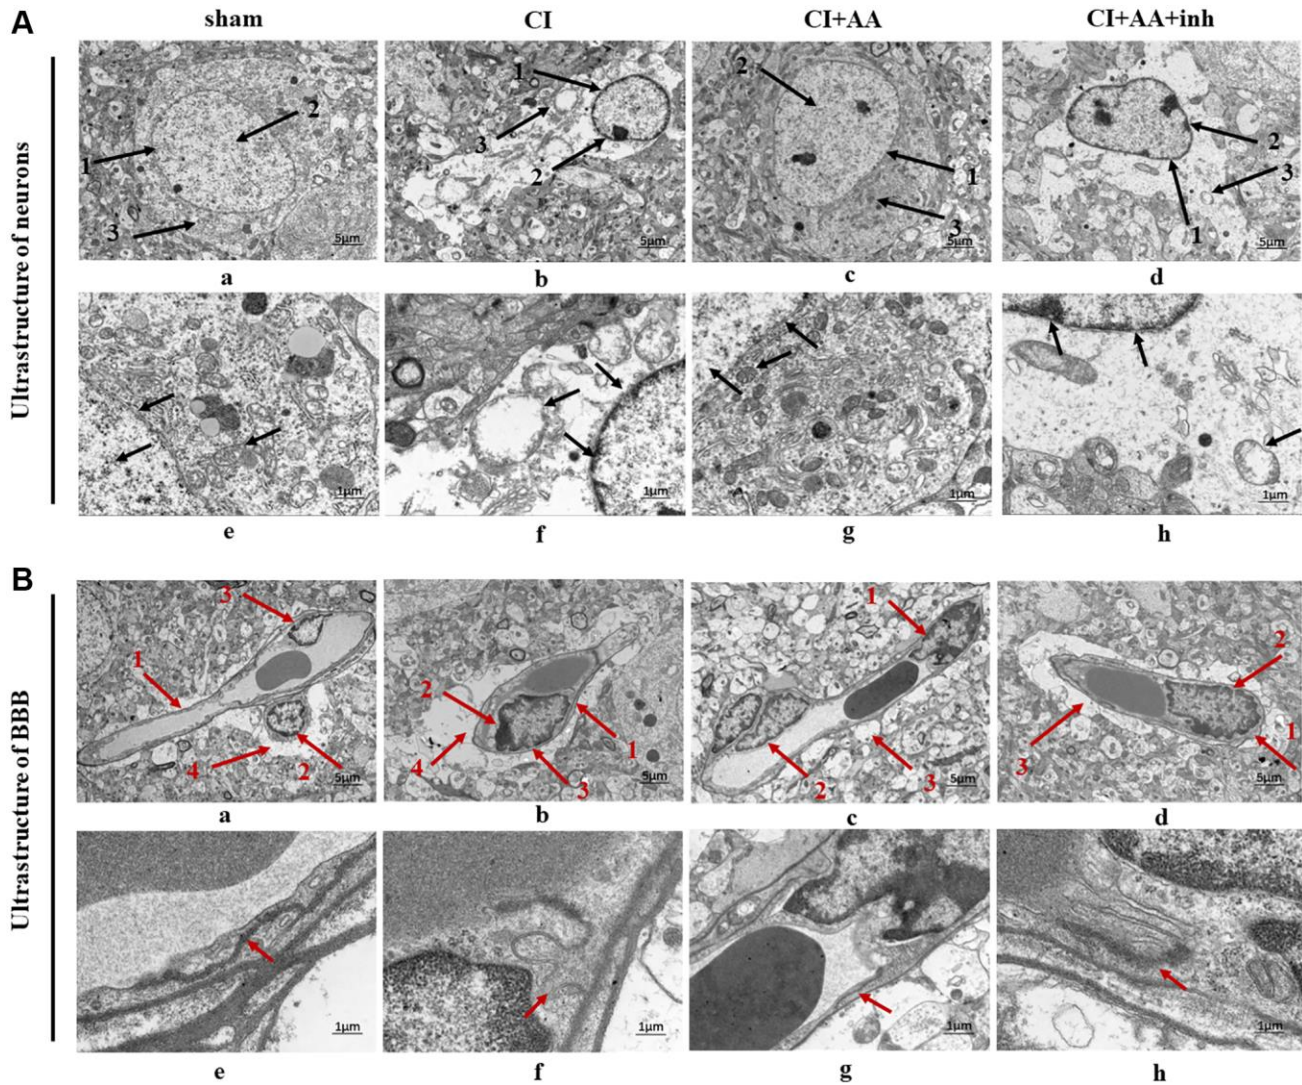 A
sham CI CI+AA CI+AA+inh
Ultrastructure of neurons
1 2 3 5μm
1 3 2 5μm
2 1 3 5μm
2 3 1 5μm
a b c d
1μm 1μm 1μm 1μm
e f g h
B
Ultrastructure of BBB
3 1 4 2 5μm
2 1 4 3 5μm
1 2 3 5μm
2 1 3 5μm
a b c d
1μm 1μm 1μm 1μm
e f g h